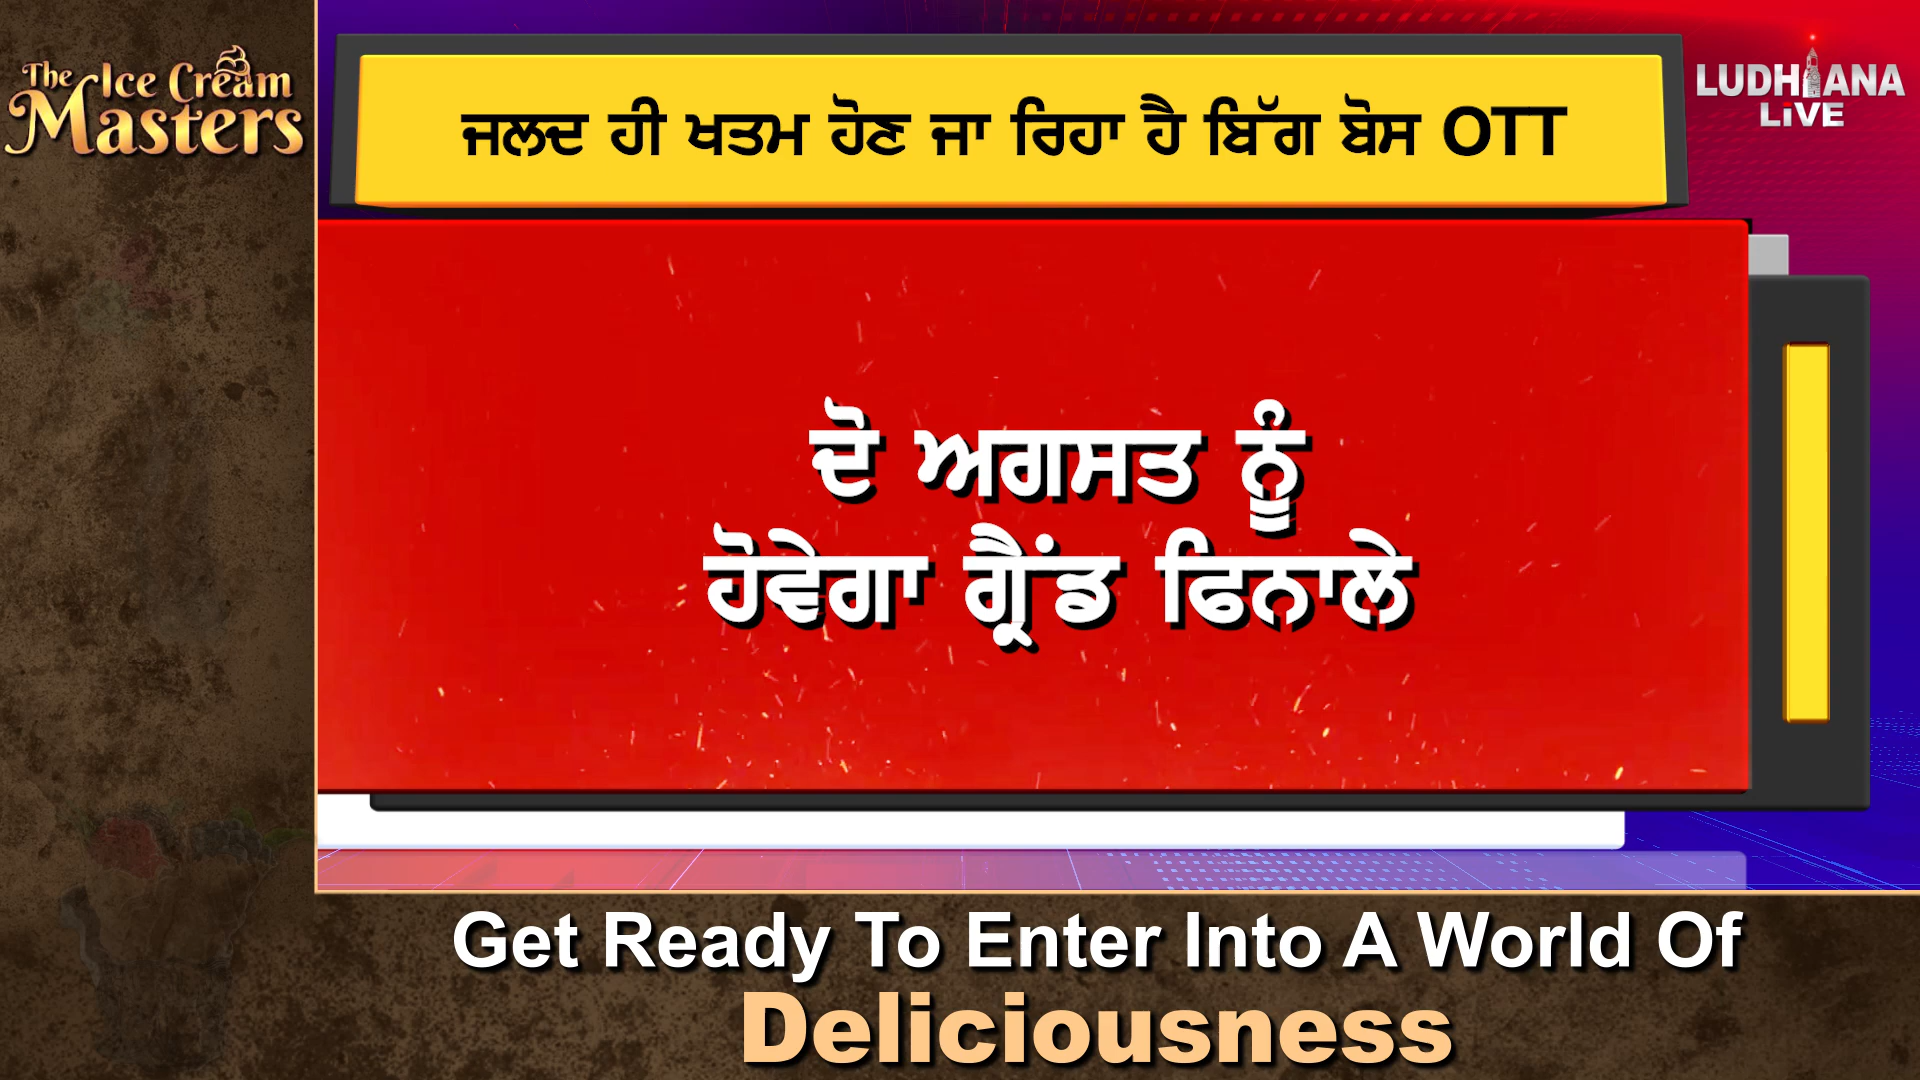 The Ice Cream
Masters
ਜਲਦ ਹੀ ਖਤਮ ਹੋਣ ਜਾ ਰਿਹਾ ਹੈ ਬਿੱਗ ਬੋਸ OTT
LUDHIANA
LiVE
ਦੋ ਅਗਸਤ ਨੂੰ
ਹੋਵੇਗਾ ਗ੍ਰੈਂਡ ਫਿਨਾਲੇ
Get Ready To Enter Into A World Of
Deliciousness